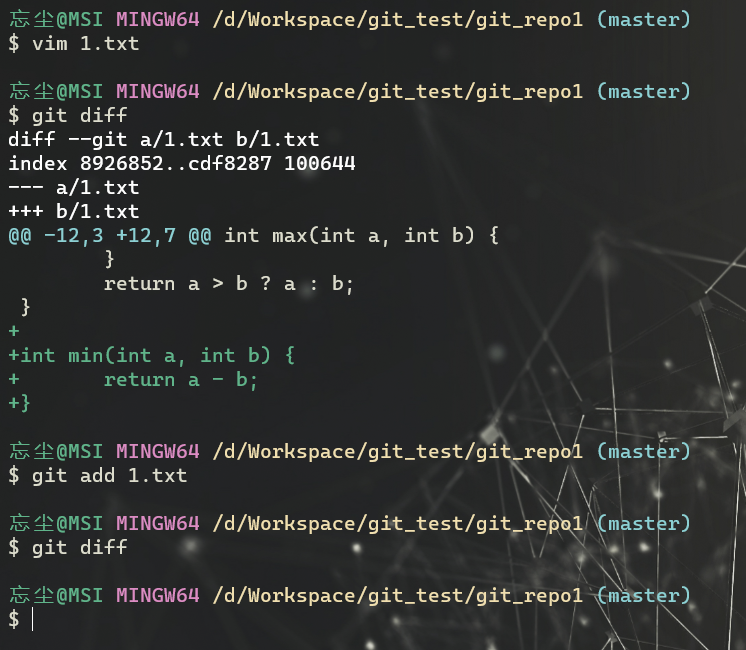 忘尘@MSI MINGW64 /d/Workspace/git_test/git_repo1 (master)
$ vim 1.txt
忘尘@MSI MINGW64 /d/Workspace/git_test/git_repo1 (master)
$ git diff
diff --git a/1.txt b/1.txt
index 8926852..cdf8287 100644
--- a/1.txt
+++ b/1.txt
@@ -12,3 +12,7 @@ int max(int a, int b) {
        }
        return a > b ? a : b;
 }
+
+int min(int a, int b) {
+       return a - b;
+}
忘尘@MSI MINGW64 /d/Workspace/git_test/git_repo1 (master)
$ git add 1.txt
忘尘@MSI MINGW64 /d/Workspace/git_test/git_repo1 (master)
$ git diff
忘尘@MSI MINGW64 /d/Workspace/git_test/git_repo1 (master)
$